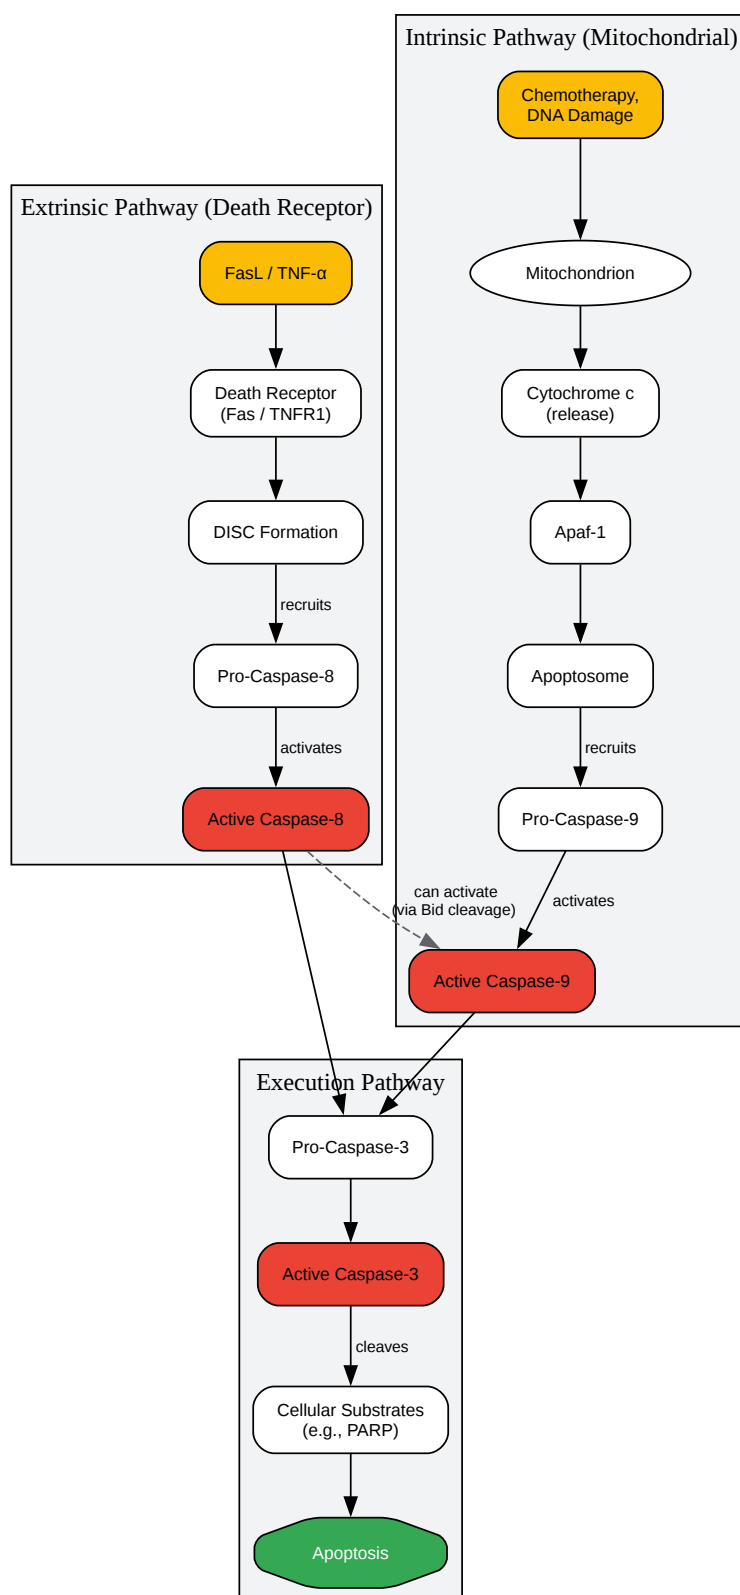 Intrinsic Pathway (Mitochondrial)
Chemotherapy,
DNA Damage
Mitochondrion
Cytochrome c
(release)
Apaf-1
Apoptosome
recruits
Pro-Caspase-9
activates
Active Caspase-9
Extrinsic Pathway (Death Receptor)
FasL / TNF-α
Death Receptor
(Fas / TNFR1)
DISC Formation
recruits
Pro-Caspase-8
activates
Active Caspase-8
can activate
(via Bid cleavage)
Execution Pathway
Pro-Caspase-3
Active Caspase-3
cleaves
Cellular Substrates
(e.g., PARP)
Apoptosis